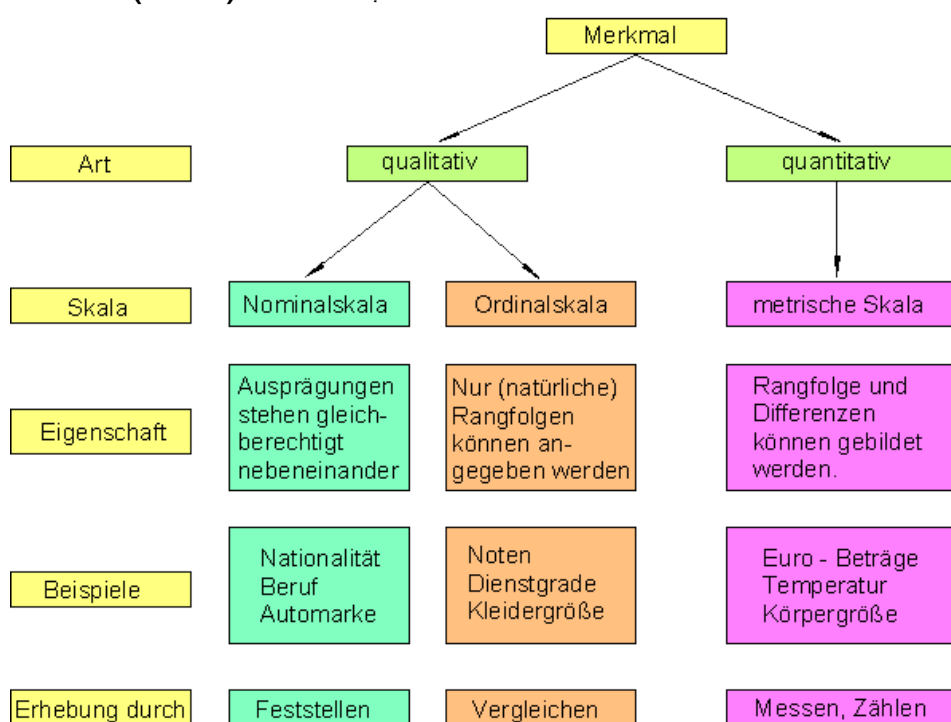 Merkmal
Art
qualitativ
quantitativ
Skala
Nominalskala
Ordinalskala
metrische Skala
Eigenschaft
Ausprägungen
stehen gleich-
berechtigt
nebeneinander
Nur (natürliche)
Rangfolgen
können an-
gegeben werden
Rangfolge und
Differenzen
können gebildet
werden.
Beispiele
Nationalität
Beruf
Automarke
Noten
Dienstgrade
Kleidergröße
Euro - Beträge
Temperatur
Körpergröße
Erhebung durch
Feststellen
Vergleichen
Messen, Zählen